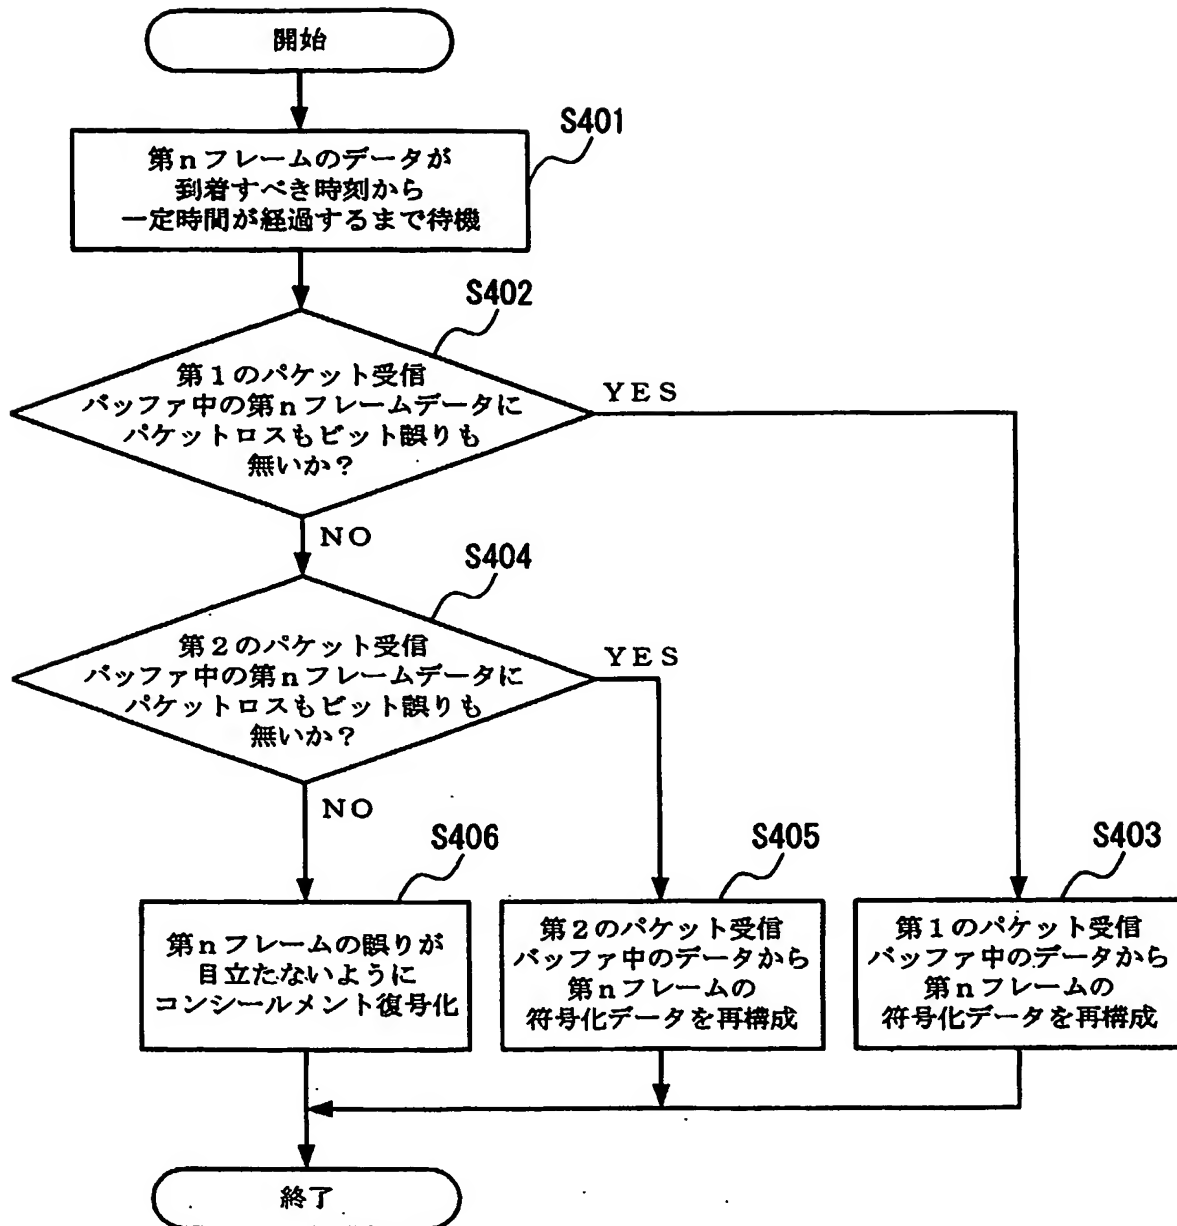 開始
S401
第nフレームのデータが
到着すべき時刻から
一定時間が経過するまで待機
S402
第1のパケット受信
バッファ中の第nフレームデータに
パケットロスもビット誤りも
無いか?
YES
NO
S404
第2のパケット受信
バッファ中の第nフレームデータに
パケットロスもビット誤りも
無いか?
YES
NO
S406
第nフレームの誤りが
目立たないように
コンシールメント復号化
S405
第2のパケット受信
バッファ中のデータから
第nフレームの
符号化データを再構成
S403
第1のパケット受信
バッファ中のデータから
第nフレームの
符号化データを再構成
終了